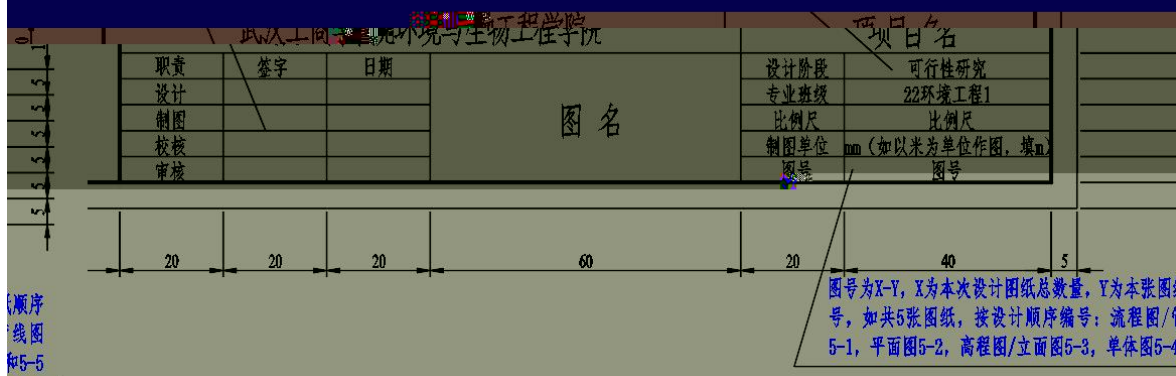 武汉工商学院环境与生物工程学院
项目名
职责 签字 日期 设计阶段 可行性研究
设计 专业班级 22环境工程1
制图 图名 比例尺 比例尺
校核 制图单位 mm(如以米为单位作图,填m)
审核 图号 图号
5
5
5
5
5
5
20 20 20 60 20 40 5
图号为X-Y,X为本次设计图纸总数量,Y为本张图
号,如共5张图纸,按设计顺序编号:流程图/
5-1,平面图5-2,高程图/立面图5-3,单体图5-4
顺序
线图
和5-5